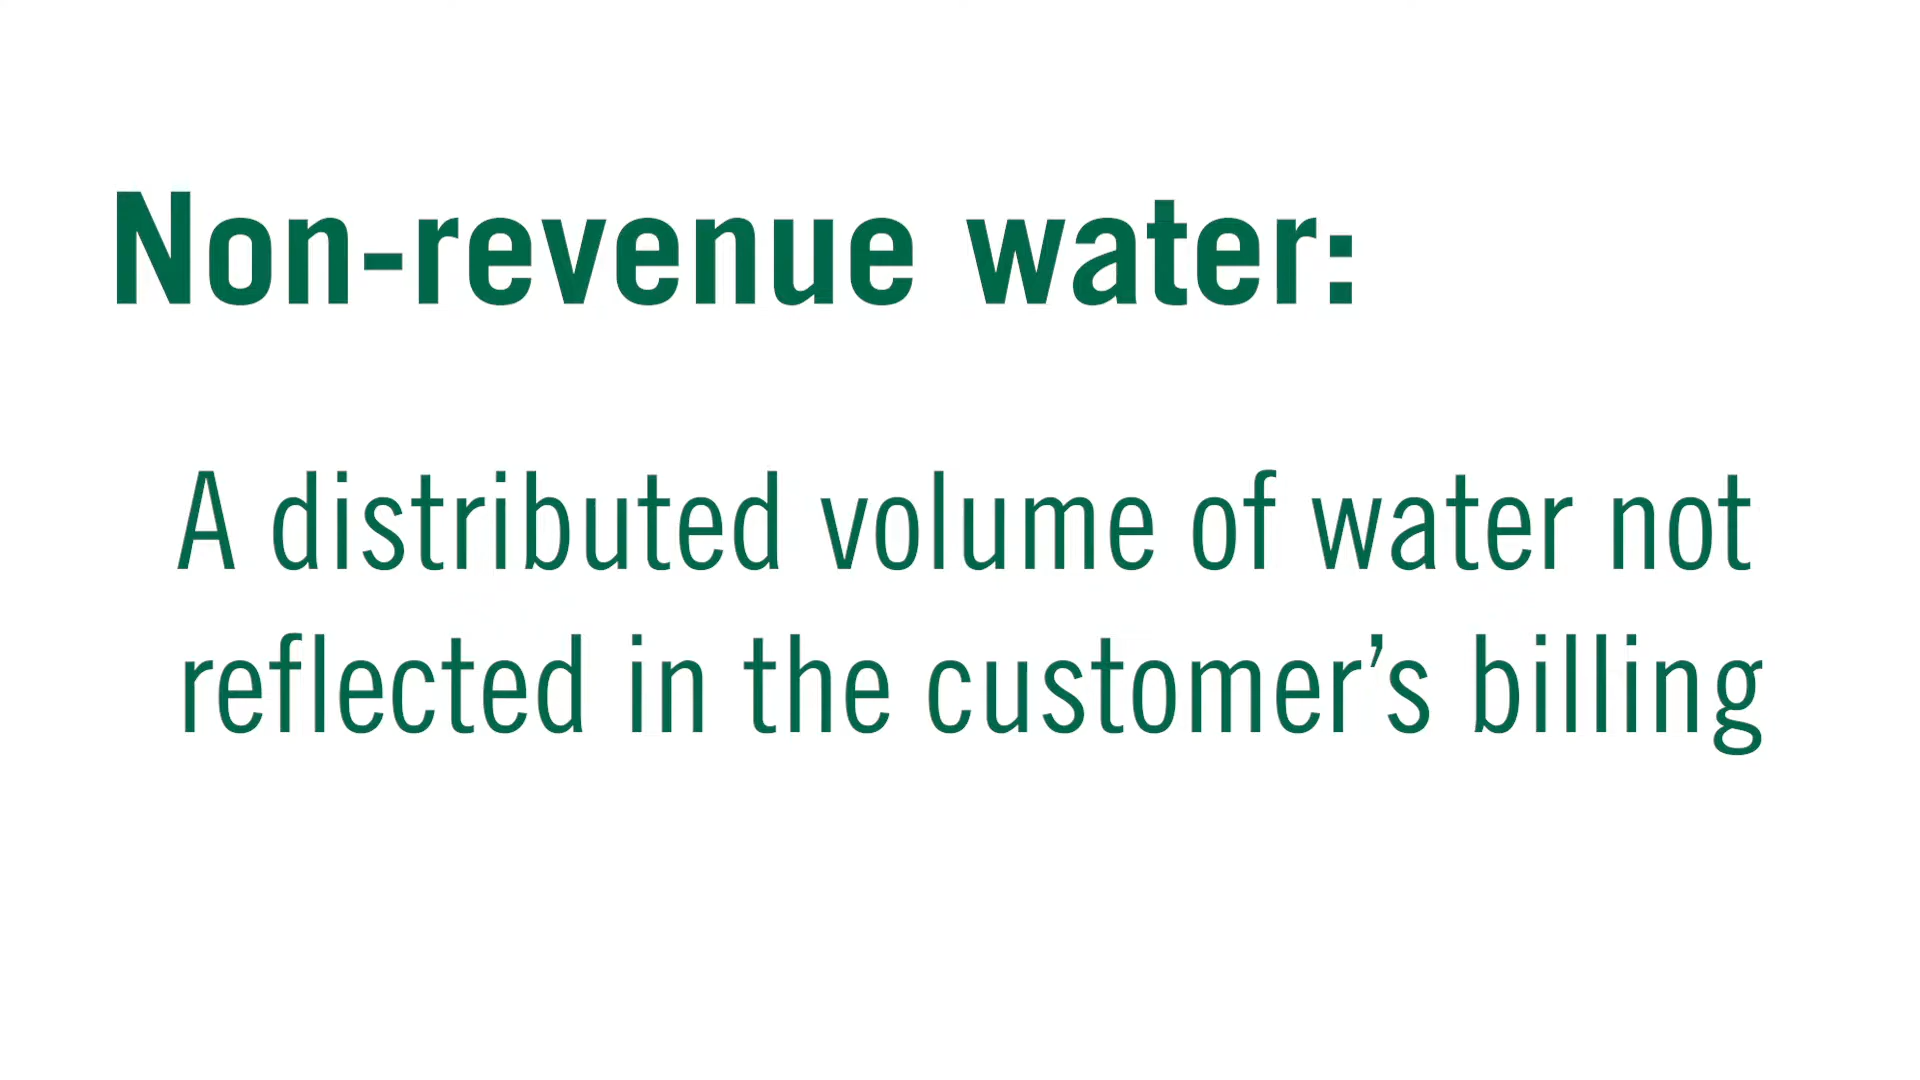 Non-revenue water:
A distributed volume of water not
reflected in the customer’s billing